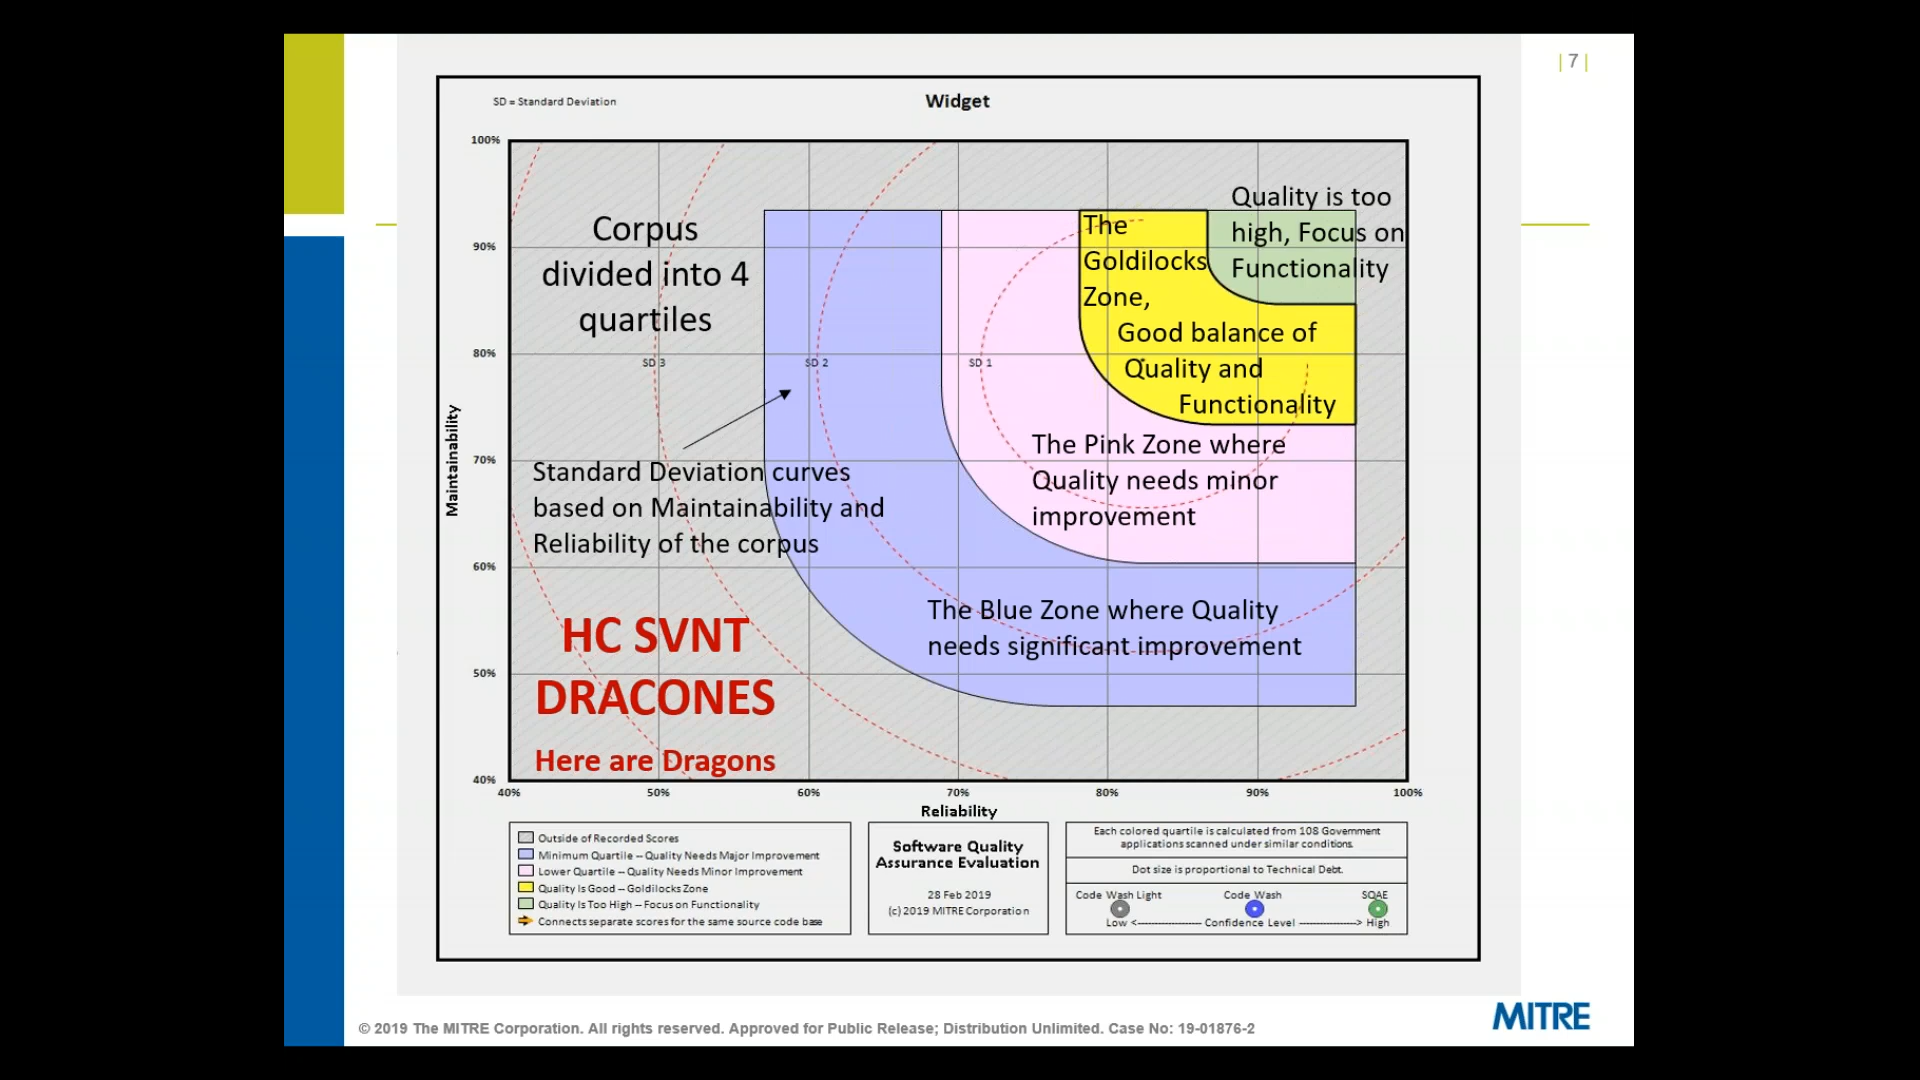 | 7 |
SD = Standard Deviation
Widget
100%
90%
80%
70%
60%
50%
40%
Maintainability
Corpus
divided into 4
quartiles
The
Goldilocks
Zone,
Good balance of
Quality and
Functionality
Quality is too
high, Focus on
Functionality
SD 3
SD 2
SD 1
The Pink Zone where
Quality needs minor
improvement
Standard Deviation curves
based on Maintainability and
Reliability of the corpus
The Blue Zone where Quality
needs significant improvement
HC SVNT
DRACONES
Here are Dragons
40%
50%
60%
70%
80%
90%
100%
Reliability
Outside of Recorded Scores
Minimum Quartile – Quality Needs Major Improvement
Lower Quartile – Quality Needs Minor Improvement
Quality Is Good – Goldilocks Zone
Quality Is Too High – Focus on Functionality
Connects separate scores for the same source code base
Software Quality
Assurance Evaluation
28 Feb 2019
(c) 2019 MITRE Corporation
Each colored quartile is calculated from 108 Government
applications scanned under similar conditions.
Dot size is proportional to Technical Debt.
Code Wash Light Code Wash SQAE
Low <-------------- Confidence Level --------------> High
© 2019 The MITRE Corporation. All rights reserved. Approved for Public Release; Distribution Unlimited. Case No: 19-01876-2
MITRE